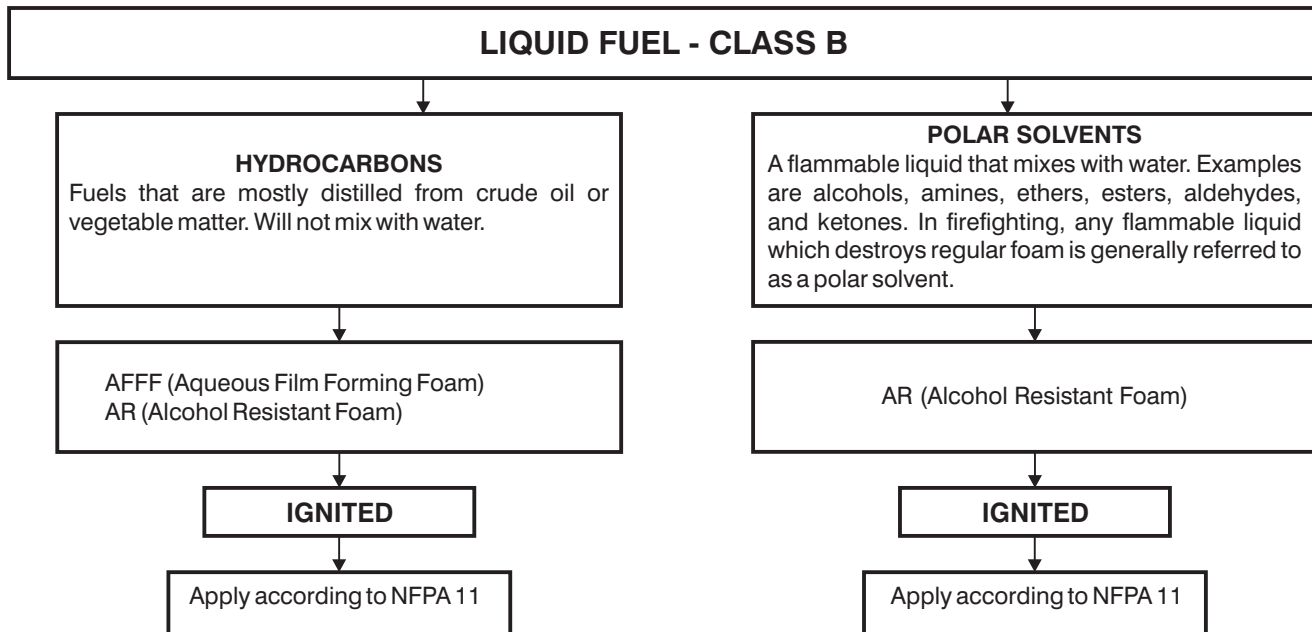 LIQUID FUEL - CLASS B
HYDROCARBONS
Fuels that are mostly distilled from crude oil or
vegetable matter. Will not mix with water.
POLAR SOLVENTS
A flammable liquid that mixes with water. Examples
are alcohols, amines, ethers, esters, aldehydes,
and ketones. In firefighting, any flammable liquid
which destroys regular foam is generally referred to
as a polar solvent.
AFFF (Aqueous Film Forming Foam)
AR (Alcohol Resistant Foam)
AR (Alcohol Resistant Foam)
IGNITED
IGNITED
Apply according to NFPA 11
Apply according to NFPA 11